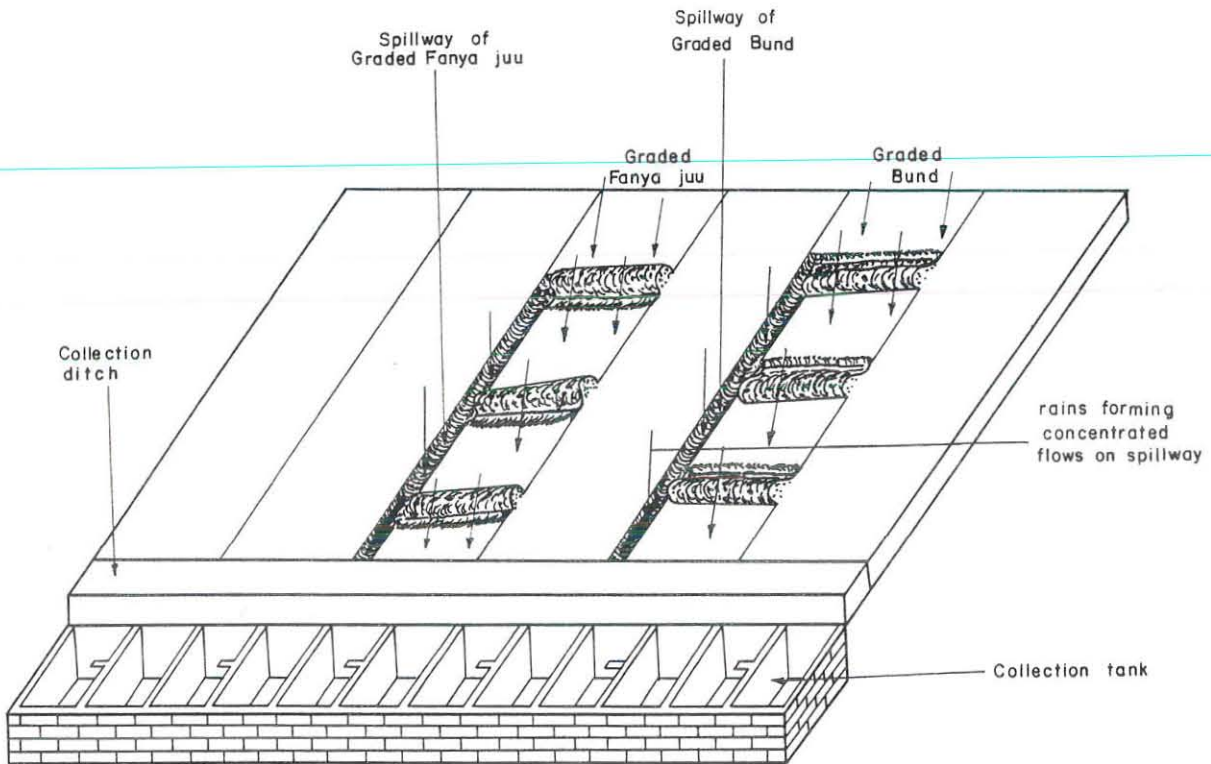 Spillway of
Graded Fanya juu
Spillway of
Graded Bund
Graded
Fanya juu
Graded
Bund
Collection
ditch
rains forming
concentrated
flows on spillway
Collection tank